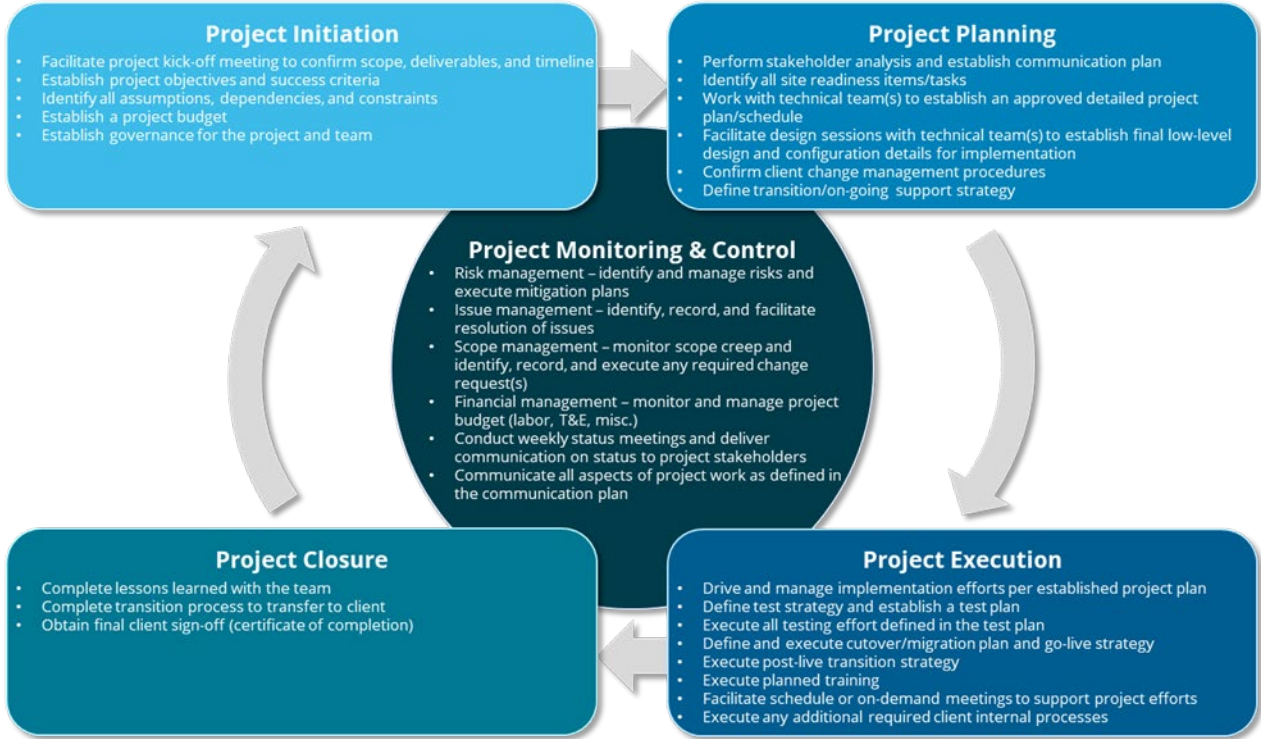 Project Initiation
• Facilitate project kick-off meeting to confirm scope, deliverables, and timeline
• Establish project objectives and success criteria
• Identify all assumptions, dependencies, and constraints
• Establish a project budget
• Establish governance for the project and team
Project Planning
• Perform stakeholder analysis and establish communication plan
• Identify all site readiness items/tasks
• Work with technical team(s) to establish an approved detailed project
plan/schedule
• Facilitate design sessions with technical team(s) to establish final low-level
design and configuration details for implementation
• Confirm client change management procedures
• Define transition/on-going support strategy
Project Monitoring & Control
• Risk management – identify and manage risks and
execute mitigation plans
• Issue management – identify, record, and facilitate
resolution of issues
• Scope management – monitor scope creep and
identify, record, and execute any required change
request(s)
• Financial management – monitor and manage project
budget (labor, T&E, misc.)
• Conduct weekly status meetings and deliver
communication on status to project stakeholders
• Communicate all aspects of project work as defined in
the communication plan
Project Closure
• Complete lessons learned with the team
• Complete transition process to transfer to client
• Obtain final client sign-off (certificate of completion)
Project Execution
• Drive and manage implementation efforts per established project plan
• Define test strategy and establish a test plan
• Execute all testing effort defined in the test plan
• Define and execute cutover/migration plan and go-live strategy
• Execute post-live transition strategy
• Execute planned training
• Facilitate schedule or on-demand meetings to support project efforts
• Execute any additional required client internal processes